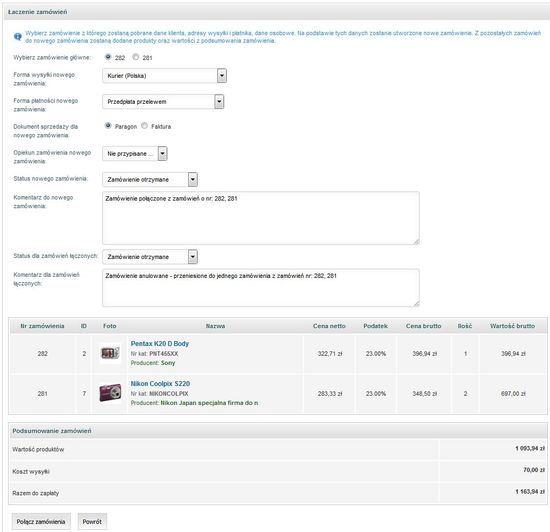 Łączenie zamówień
Wybierz zamówienie z którego zostaną pobrane dane klienta, adresy wysyłki i płatnika, dane osobowe. Na podstawie tych danych zostanie utworzone nowe zamówienie. Z pozostałych zamówień
do nowego zamówienia zostaną dodane produkty oraz wartości z podsumowania zamówienia.
Wybierz zamówienie główne: 282 281
Forma wysyłki nowego
zamówienia:
Kurier (Polska)
Forma płatności nowego
zamówienia:
Przedpłata przelewem
Dokument sprzedaży dla
nowego zamówienia:
Paragon Faktura
Opiekun zamówienia nowego
zamówienia:
Nie przypisane ...
Status nowego zamówienia: Zamówienie otrzymane
Komentarz do nowego
zamówienia:
Zamówienie połączone z zamówień o nr: 282, 281
Status dla zamówień łączonych: Zamówienie otrzymane
Komentarz dla zamówień
łączonych:
Zamówienie anulowane - przeniesione do jednego zamówienia z zamówień nr: 282, 281
Nr zamówienia ID Foto Nazwa Cena netto Podatek Cena brutto Ilość Wartość brutto
282 2 Pentax K20 D Body 322,71 zł 23.00% 396,94 zł 1 396,94 zł
Nr kat: PNT455XX
Producent: Sony
281 7 Nikon Coolpix S220 283,33 zł 23.00% 348,50 zł 2 697,00 zł
Nr kat: NIKONCOLPIX
Producent: Nikon Japan specjalna firma do n
Podsumowanie zamówień
Wartość produktów 1 093,94 zł
Koszt wysyłki 70,00 zł
Razem do zapłaty 1 163,94 zł
Połącz zamówienia Powrót